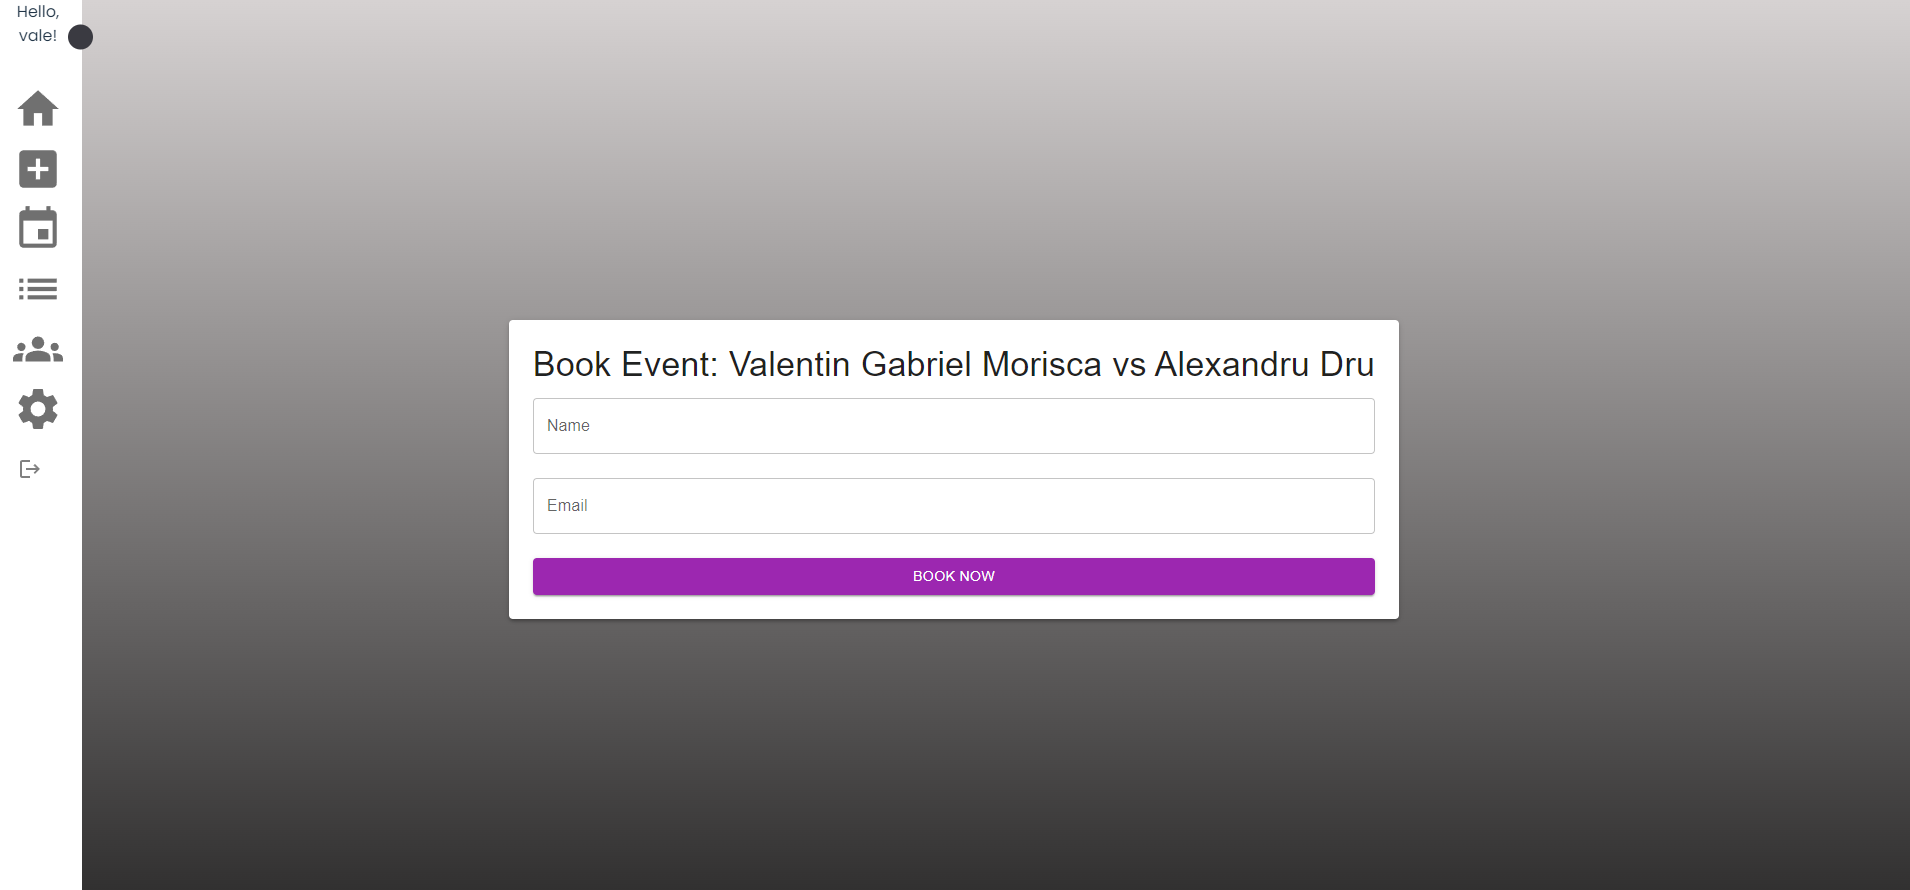 Hello,
vale!
Book Event: Valentin Gabriel Morisca vs Alexandru Dru
Name
Email
BOOK NOW